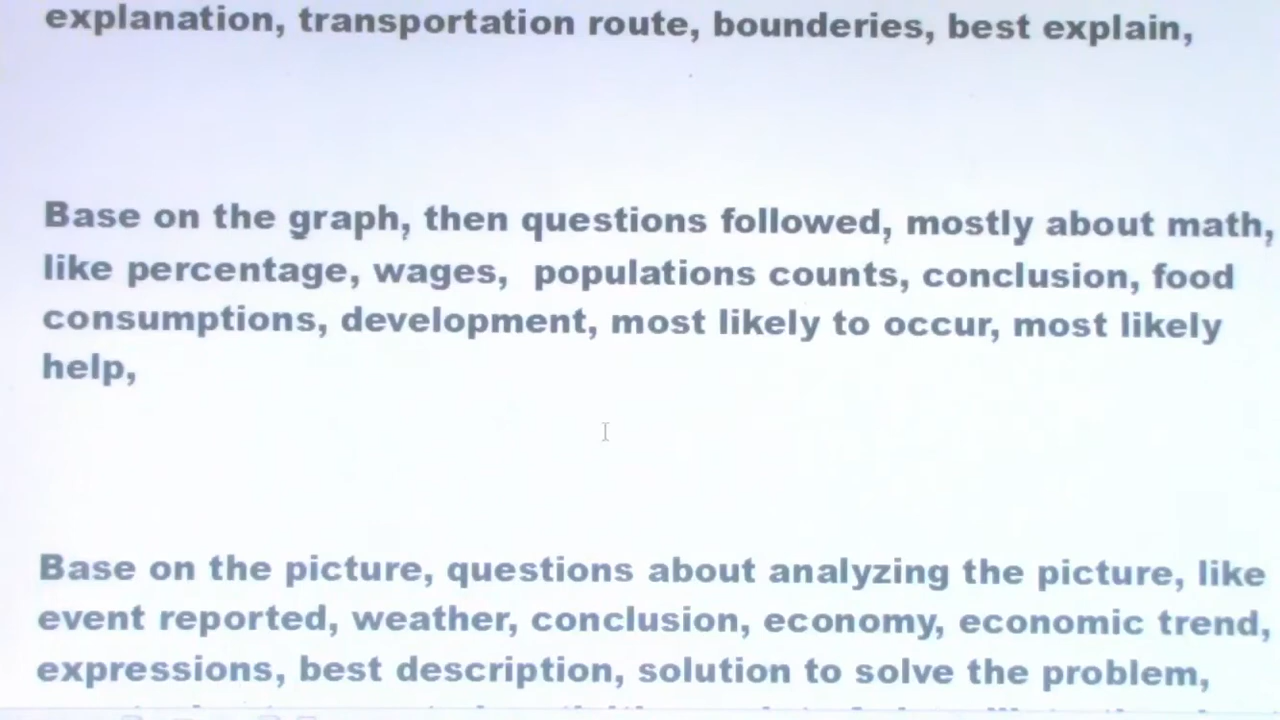 explanation, transportation route, bounderies, best explain,
Base on the graph, then questions followed, mostly about math,
like percentage, wages, populations counts, conclusion, food
consumptions, development, most likely to occur, most likely
help,
Base on the picture, questions about analyzing the picture, like
event reported, weather, conclusion, economy, economic trend,
expressions, best description, solution to solve the problem,